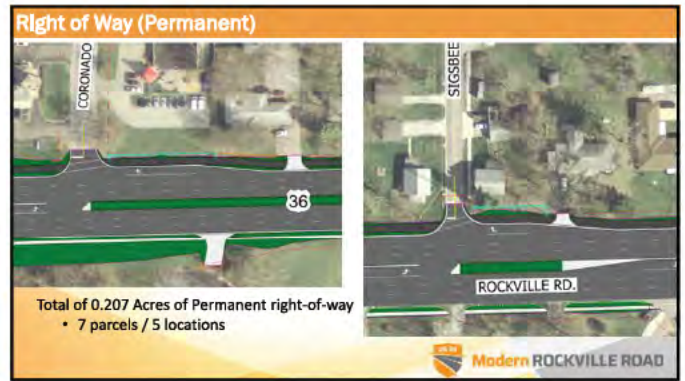 Right of Way (Permanent)
CORONADO
36
SIGSBEE
ROCKVILLE RD.
Total of 0.207 Acres of Permanent right-of-way
• 7 parcels / 5 locations
Modern ROCKVILLE ROAD